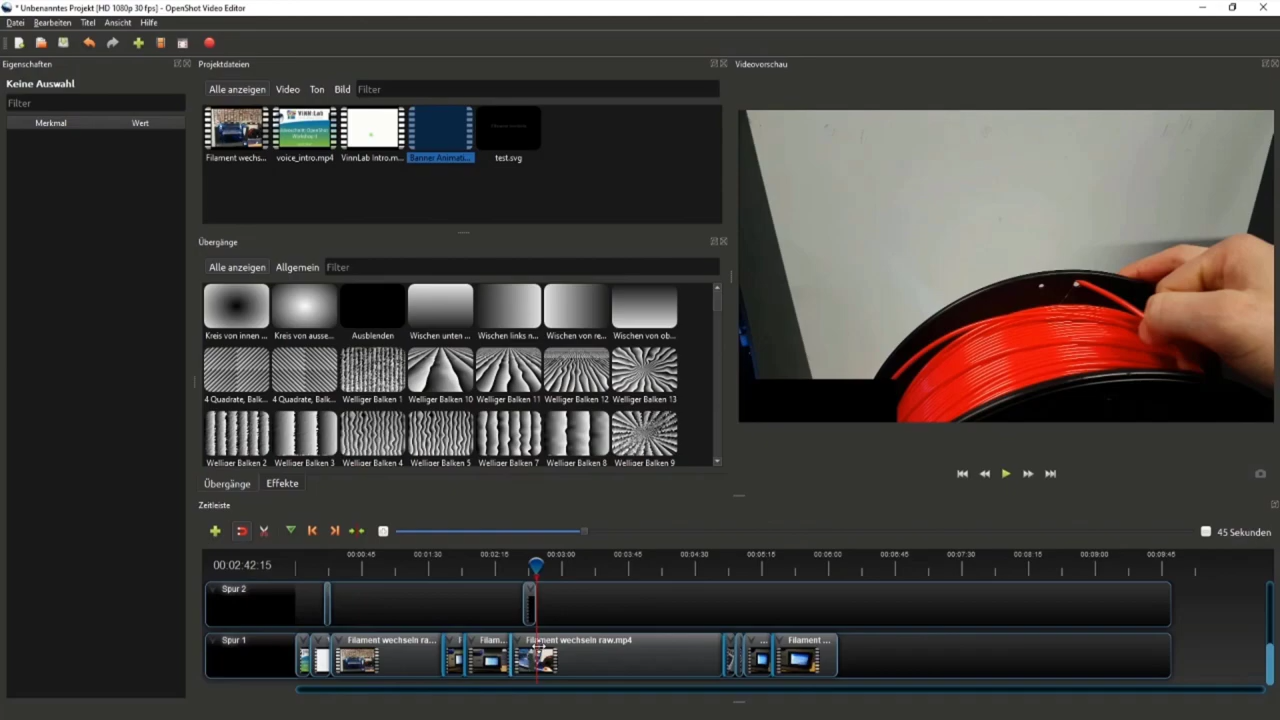 * Unbenanntes Projekt [HD 1080p 30 fps] - OpenShot Video Editor
Datei Bearbeiten Titel Ansicht Hilfe
Eigenschaften
Projektdateien
Videovorschau
Keine Auswahl
Filter
Merkmal Wert
Alle anzeigen Video Ton Bild Filter
Filament wechs... voice_intro.mp4 VinnLab Intro.m... Banner Animati... test.svg
Übergänge
Alle anzeigen Allgemein Filter
Kreis von innen ... Kreis von ausse... Ausblenden Wischen unten ... Wischen links n... Wischen von re... Wischen von ob...
4 Quadrate, Balk... 4 Quadrate, Balk... Welliger Balken 1 Welliger Balken 10 Welliger Balken 11 Welliger Balken 12 Welliger Balken 13
Welliger Balken 2 Welliger Balken 3 Welliger Balken 4 Welliger Balken 5 Welliger Balken 7 Welliger Balken 8 Welliger Balken 9
Übergänge Effekte
Zeitleiste
45 Sekunden
00:02:42:15
00:00:45 00:01:30 00:02:15 00:03:00 00:03:45 00:04:30 00:05:15 00:06:00 00:06:45 00:07:30 00:08:15 00:09:00 00:09:45
Spur 2
Spur 1
Filament wechseln ra... Filam... Filament wechseln raw.mp4 ... Filament ...